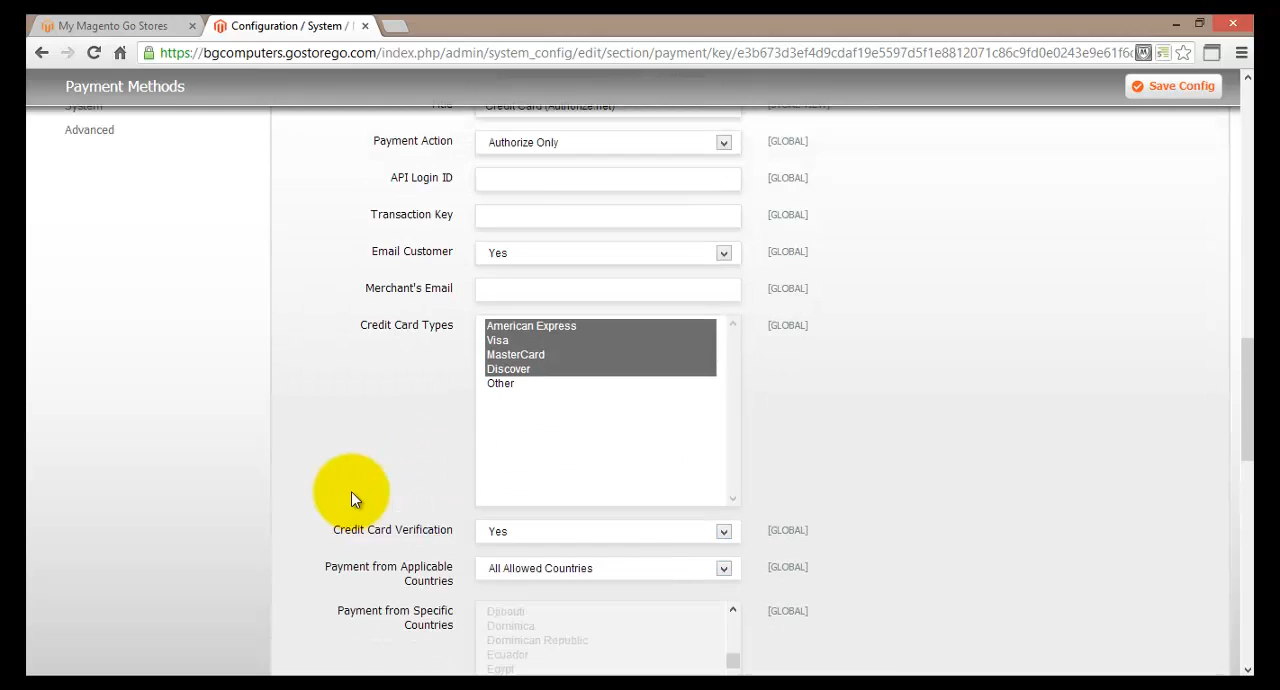 My Magento Go Stores
Configuration / System /
https://bgcomputers.gostorego.com/index.php/admin/system_config/edit/section/payment/key/e3b673d3ef4d9cdaf19e5597d5f1e8812071c86c9fd0e0243e9e61f6c
Payment Methods
Save Config
System
Title Credit Card (Authorize.net) [STORE VIEW]
Advanced
Payment Action Authorize Only [GLOBAL]
API Login ID [GLOBAL]
Transaction Key [GLOBAL]
Email Customer Yes [GLOBAL]
Merchant's Email [GLOBAL]
Credit Card Types American Express [GLOBAL]
Visa
MasterCard
Discover
Other
Credit Card Verification Yes [GLOBAL]
Payment from Applicable All Allowed Countries [GLOBAL]
Countries
Payment from Specific Djibouti [GLOBAL]
Countries Dominica
Dominican Republic
Ecuador
Egypt